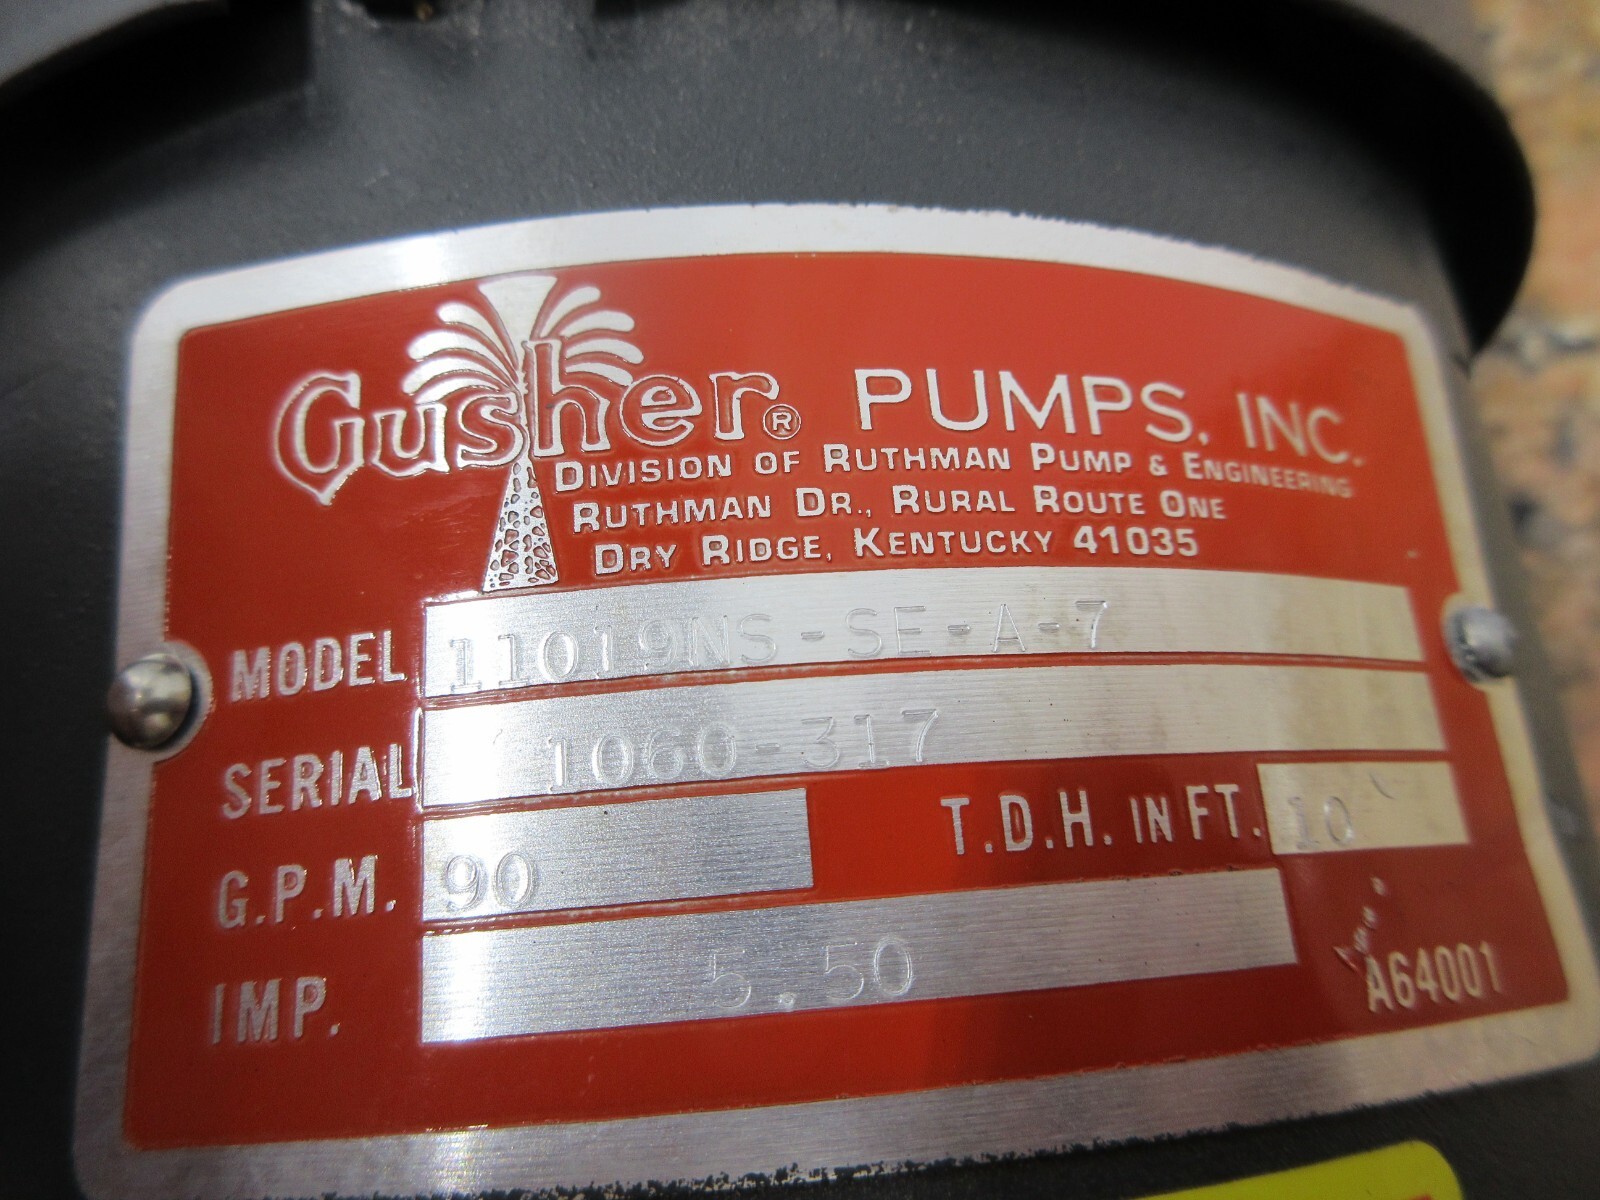 Gusher® PUMPS, INC.
DIVISION OF RUTHMAN PUMP & ENGINEERING
RUTHMAN DR., RURAL ROUTE ONE
DRY RIDGE, KENTUCKY 41035
MODEL 11019NS-SE-A-7
SERIAL 1060-317
G.P.M. 90 T.D.H. IN FT. 10'
IMP. 5.50
A64001